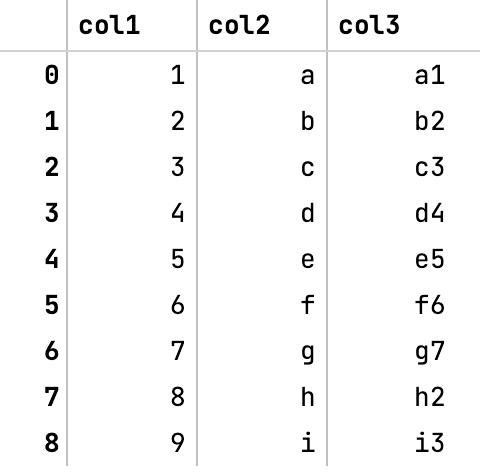 col1 col2 col3
0 1 a a1
1 2 b b2
2 3 c c3
3 4 d d4
4 5 e e5
5 6 f f6
6 7 g g7
7 8 h h2
8 9 i i3